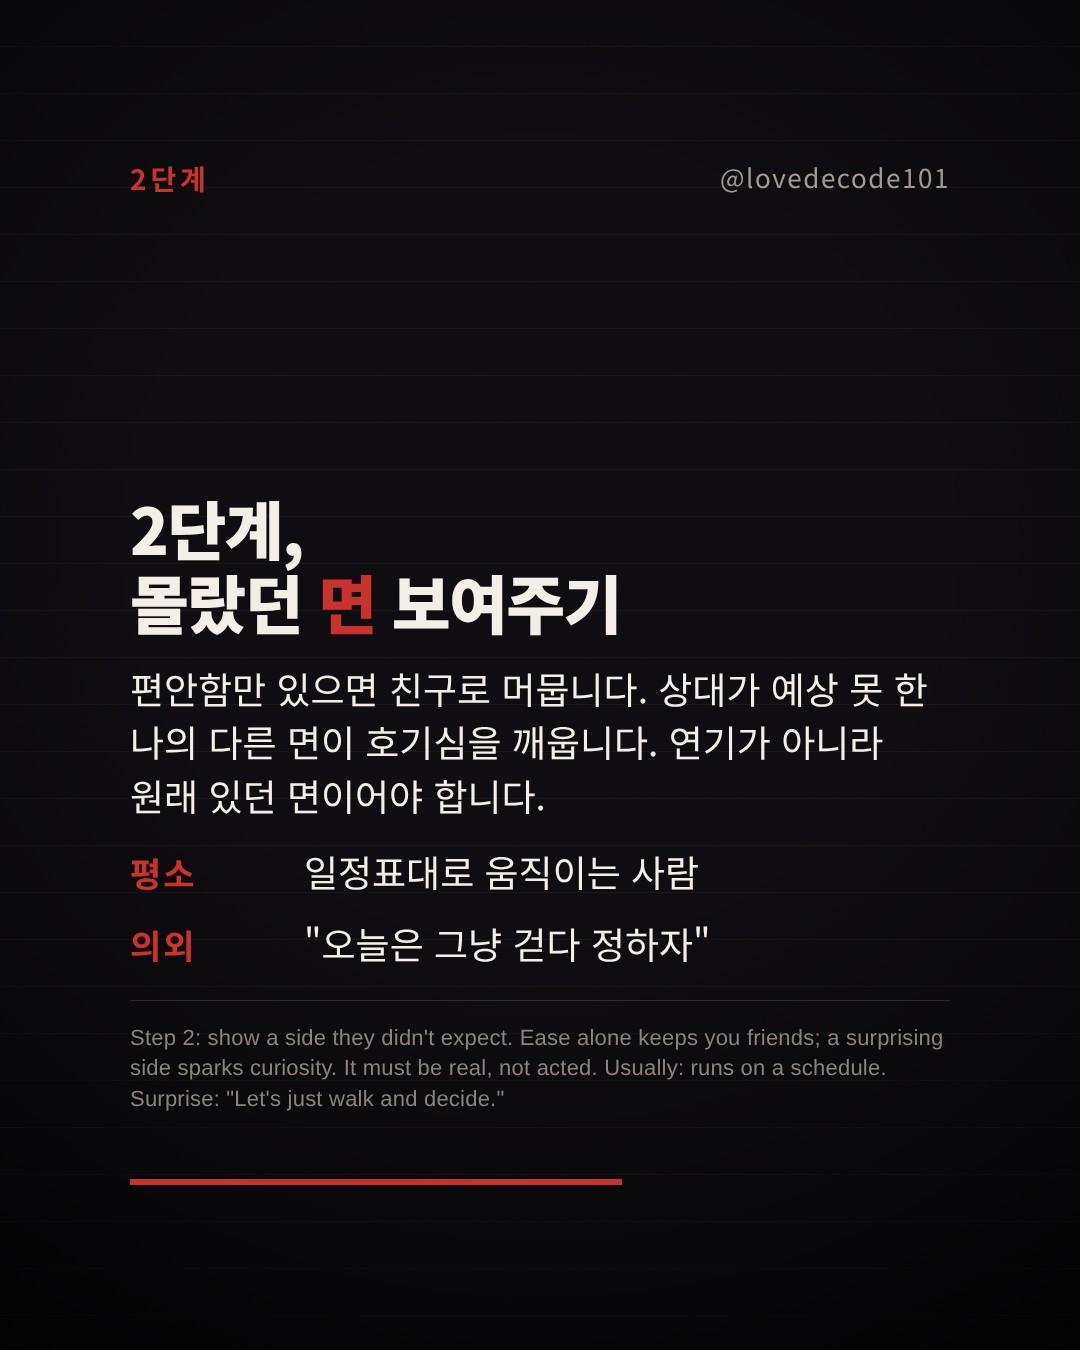 2단계
@lovedecode101
2단계,
몰랐던 면 보여주기
편안함만 있으면 친구로 머뭅니다. 상대가 예상 못 한
나의 다른 면이 호기심을 깨웁니다. 연기가 아니라
원래 있던 면이어야 합니다.
평소 일정표대로 움직이는 사람
의외 "오늘은 그냥 걷다 정하자"
Step 2: show a side they didn't expect. Ease alone keeps you friends; a surprising
side sparks curiosity. It must be real, not acted. Usually: runs on a schedule.
Surprise: "Let's just walk and decide."